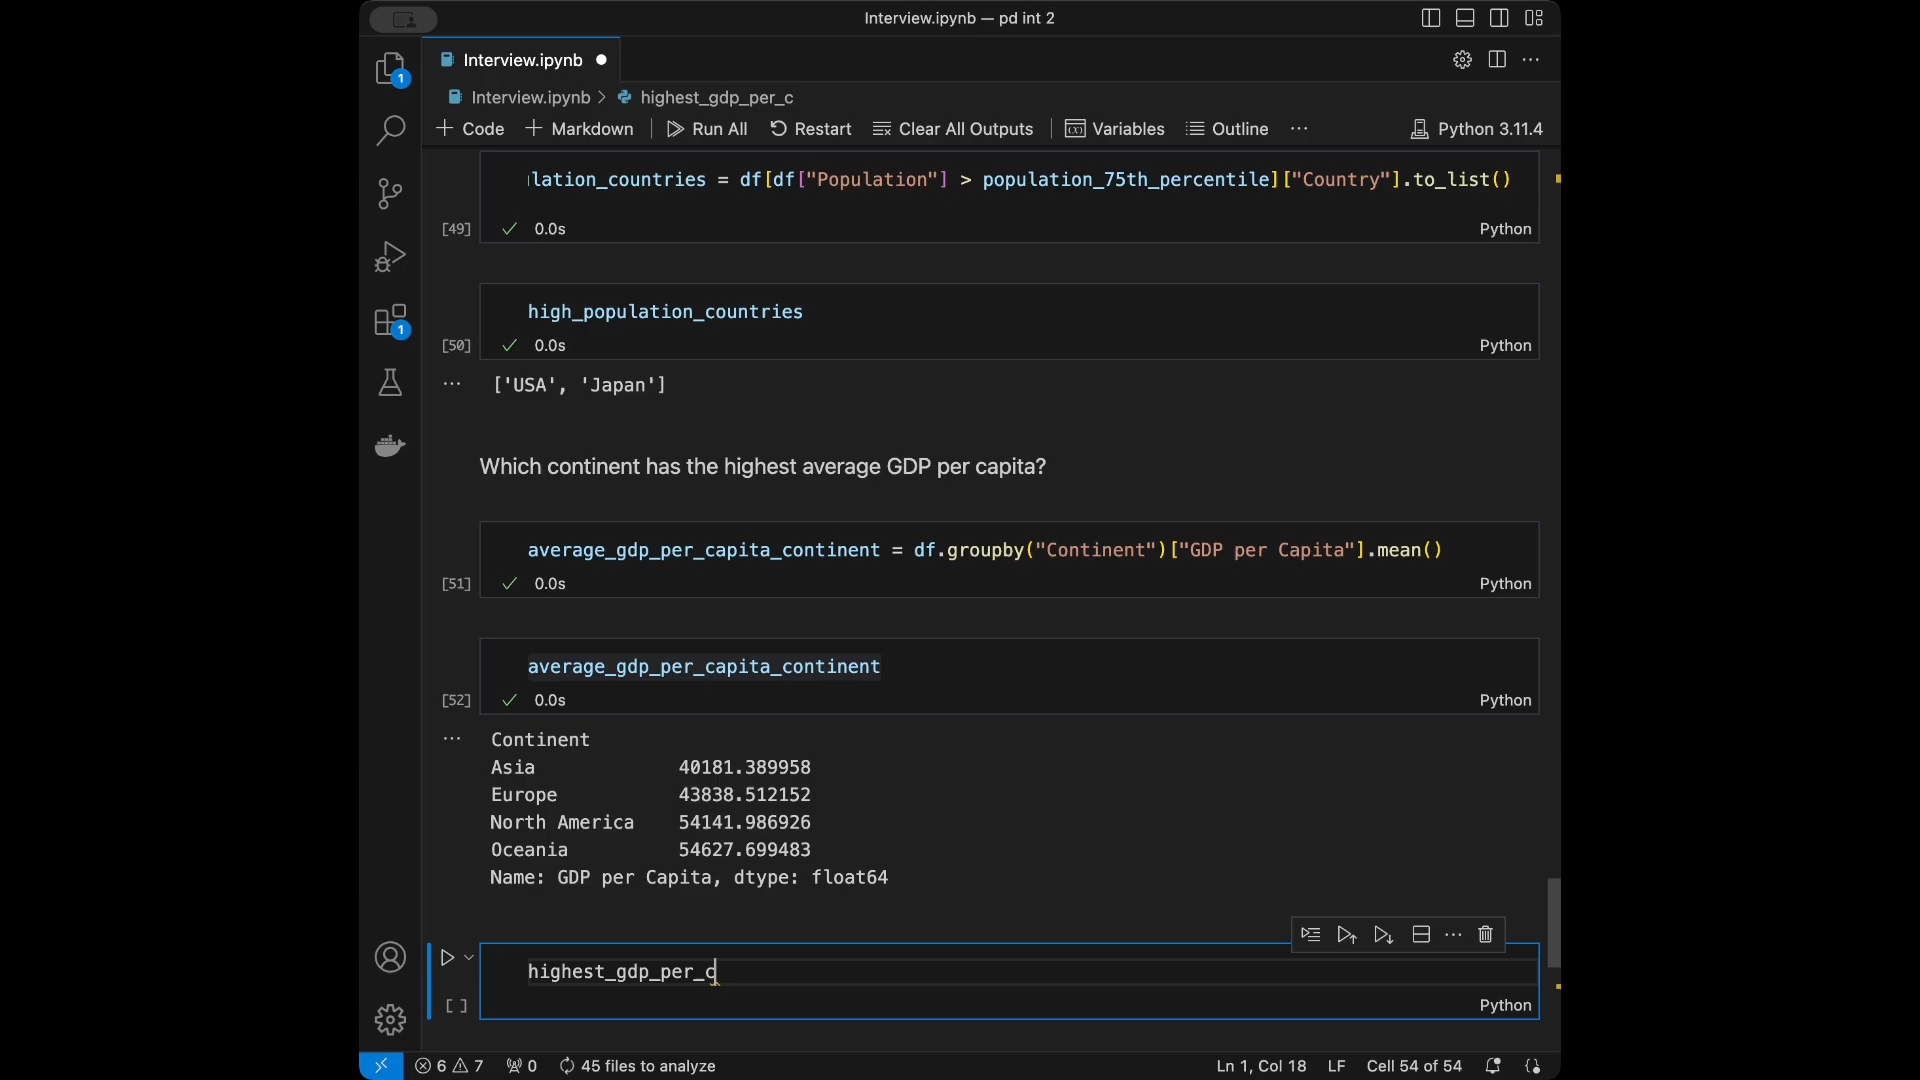 Interview.ipynb — pd int 2
Interview.ipynb
Interview.ipynb > highest_gdp_per_c
Code Markdown Run All Restart Clear All Outputs Variables Outline ... Python 3.11.4
lation_countries = df[df["Population"] > population_75th_percentile]["Country"].to_list()
[49] 0.0s Python
high_population_countries
[50] 0.0s Python
['USA', 'Japan']
Which continent has the highest average GDP per capita?
average_gdp_per_capita_continent = df.groupby("Continent")["GDP per Capita"].mean()
[51] 0.0s Python
average_gdp_per_capita_continent
[52] 0.0s Python
Continent
Asia 40181.389958
Europe 43838.512152
North America 54141.986926
Oceania 54627.699483
Name: GDP per Capita, dtype: float64
highest_gdp_per_c
[ ] Python
6 7 0 45 files to analyze Ln 1, Col 18 LF Cell 54 of 54
1
1